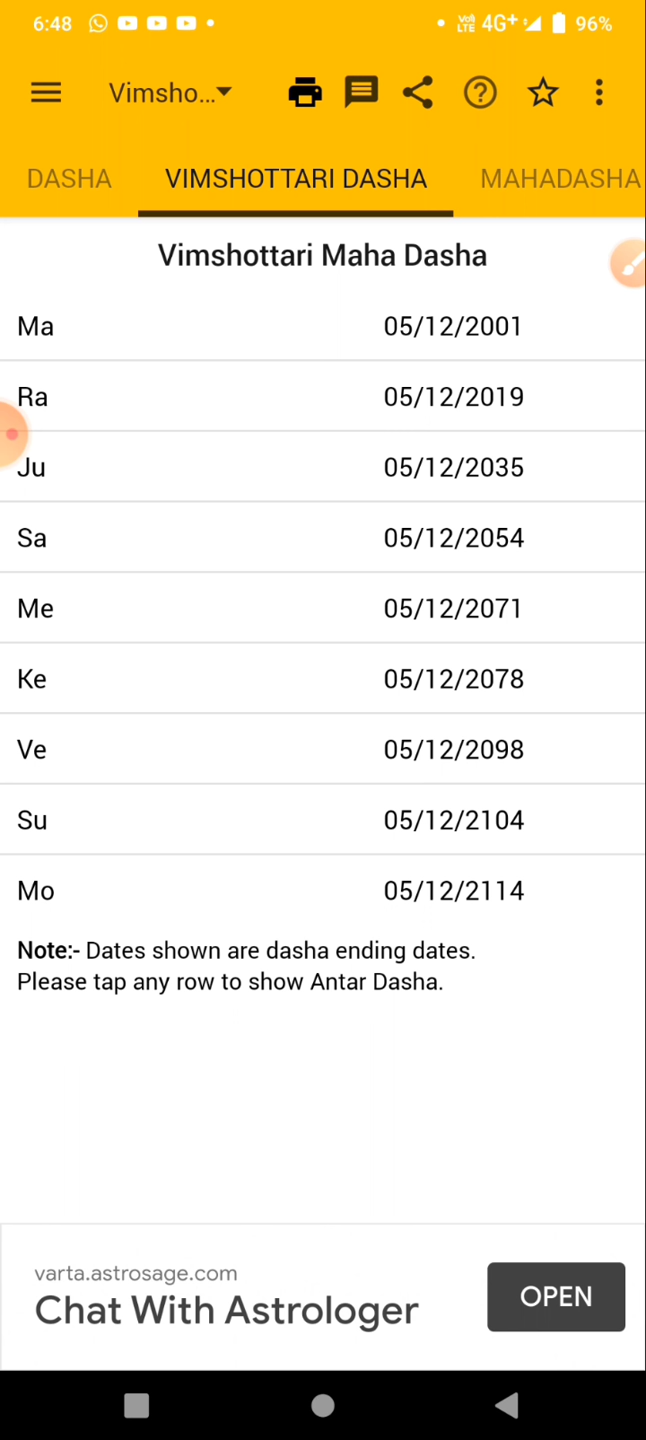 6:48 VoLTE 4G+ 96%
Vimsho...
DASHA VIMSHOTTARI DASHA MAHADASHA
Vimshottari Maha Dasha
Ma 05/12/2001
Ra 05/12/2019
Ju 05/12/2035
Sa 05/12/2054
Me 05/12/2071
Ke 05/12/2078
Ve 05/12/2098
Su 05/12/2104
Mo 05/12/2114
Note:- Dates shown are dasha ending dates.
Please tap any row to show Antar Dasha.
varta.astrosage.com
Chat With Astrologer
OPEN